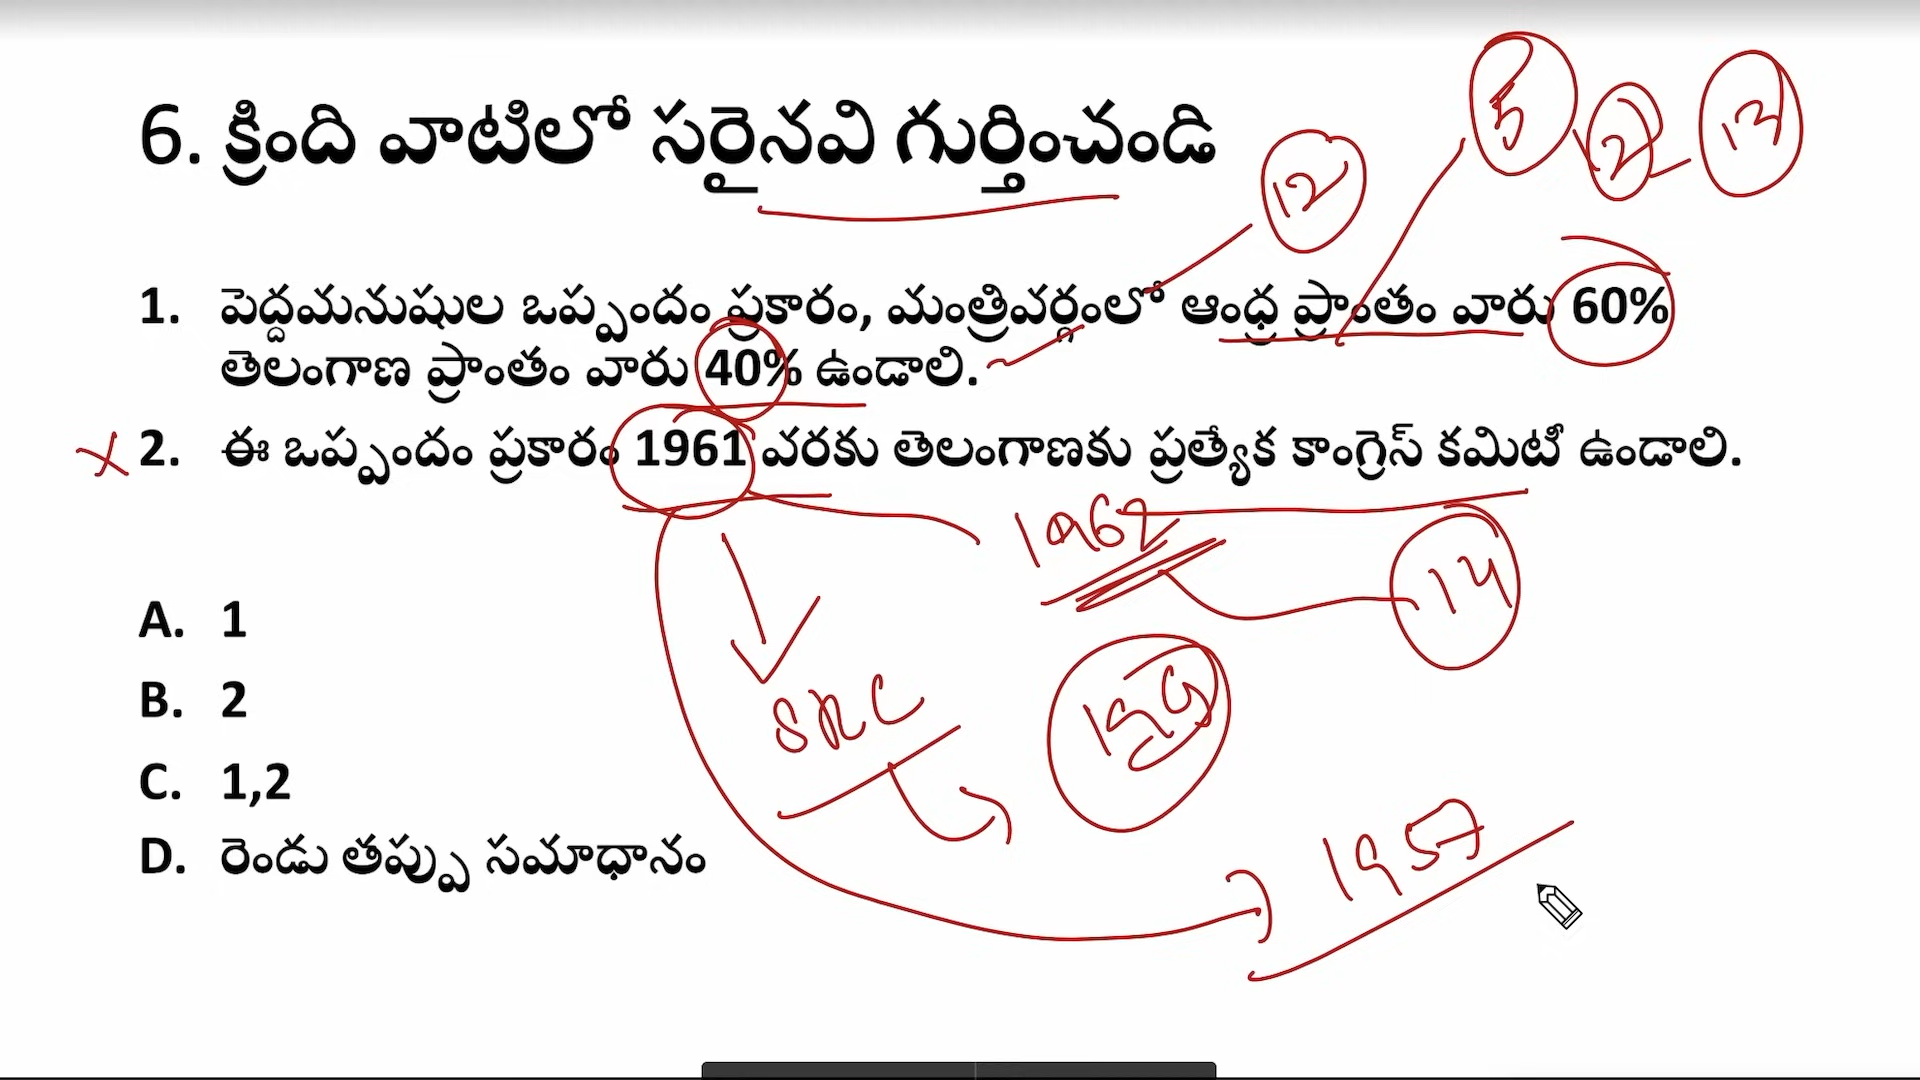 6. క్రింది వాటిలో సరైనవి గుర్తించండి
5 2 13
12
1. పెద్దమనుషుల ఒప్పందం ప్రకారం, మంత్రివర్గంలో ఆంధ్ర ప్రాంతం వారు 60%
తెలంగాణ ప్రాంతం వారు 40% ఉండాలి.
2. ఈ ఒప్పందం ప్రకారం 1961 వరకు తెలంగాణకు ప్రత్యేక కాంగ్రెస్ కమిటీ ఉండాలి.
1962
14
A. 1
B. 2
SRC
C. 1,2
D. రెండు తప్పు సమాధానం
1957